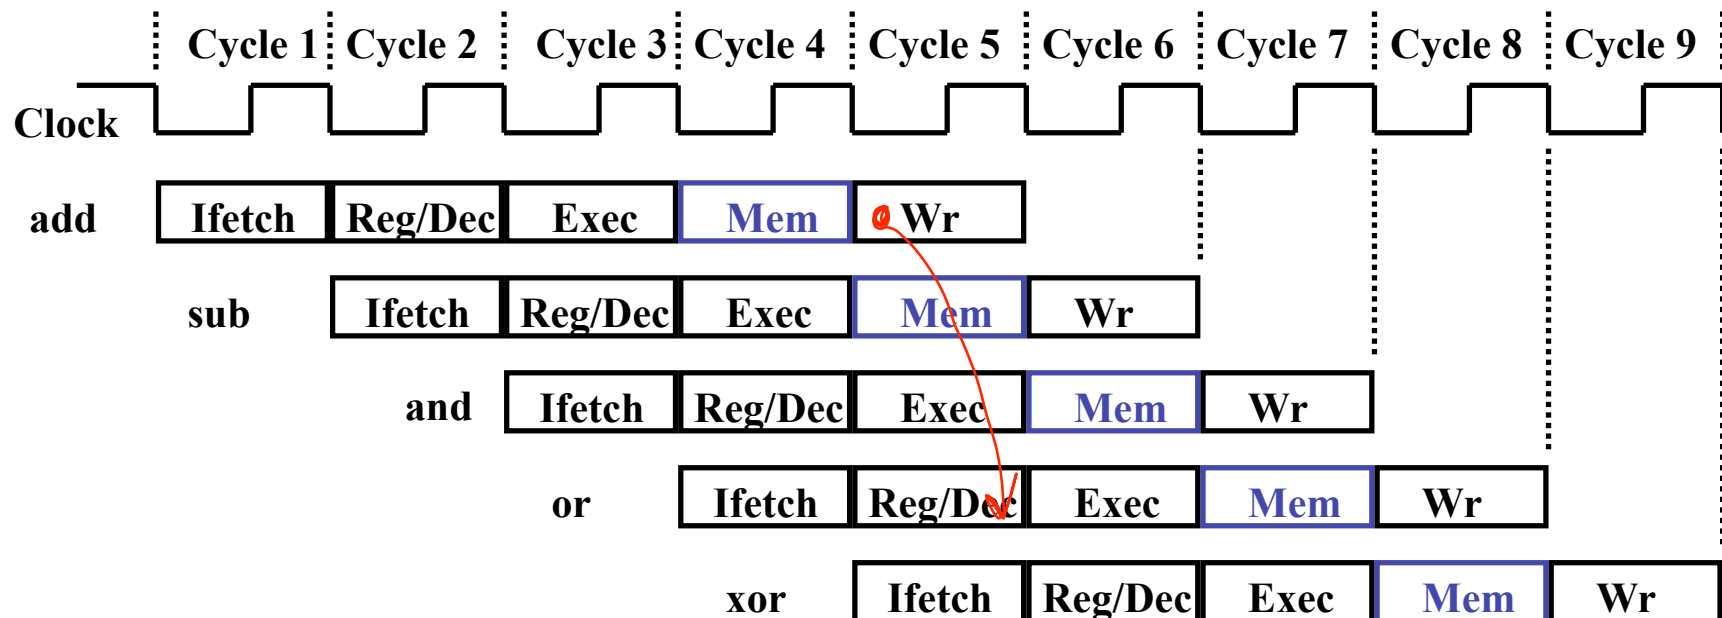 Cycle 1 Cycle 2 Cycle 3 Cycle 4 Cycle 5 Cycle 6 Cycle 7 Cycle 8 Cycle 9
Clock
add Ifetch Reg/Dec Exec Mem Wr
sub Ifetch Reg/Dec Exec Mem Wr
and Ifetch Reg/Dec Exec Mem Wr
or Ifetch Reg/Dec Exec Mem Wr
xor Ifetch Reg/Dec Exec Mem Wr